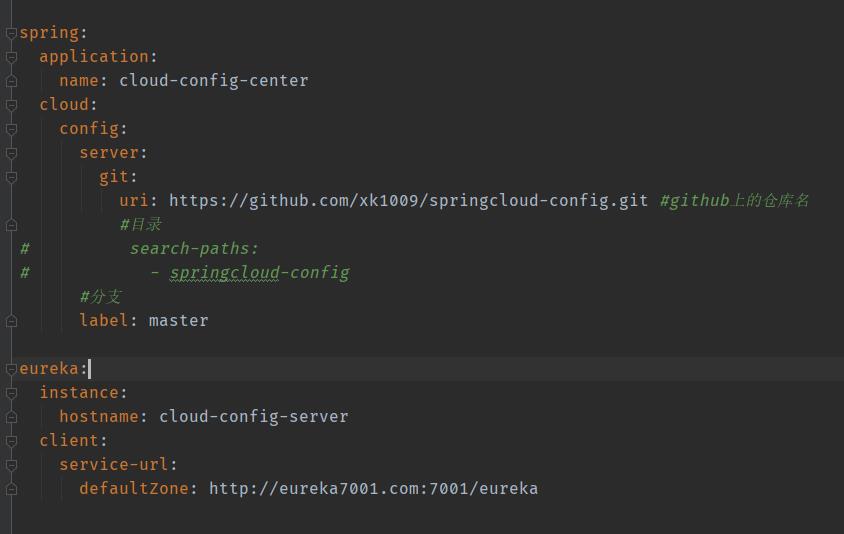 spring:
  application:
    name: cloud-config-center
  cloud:
    config:
      server:
        git:
          uri: https://github.com/xk1009/springcloud-config.git #github上的仓库名
          #目录
#          search-paths:
#            - springcloud-config
      #分支
      label: master
eureka:
  instance:
    hostname: cloud-config-server
  client:
    service-url:
      defaultZone: http://eureka7001.com:7001/eureka